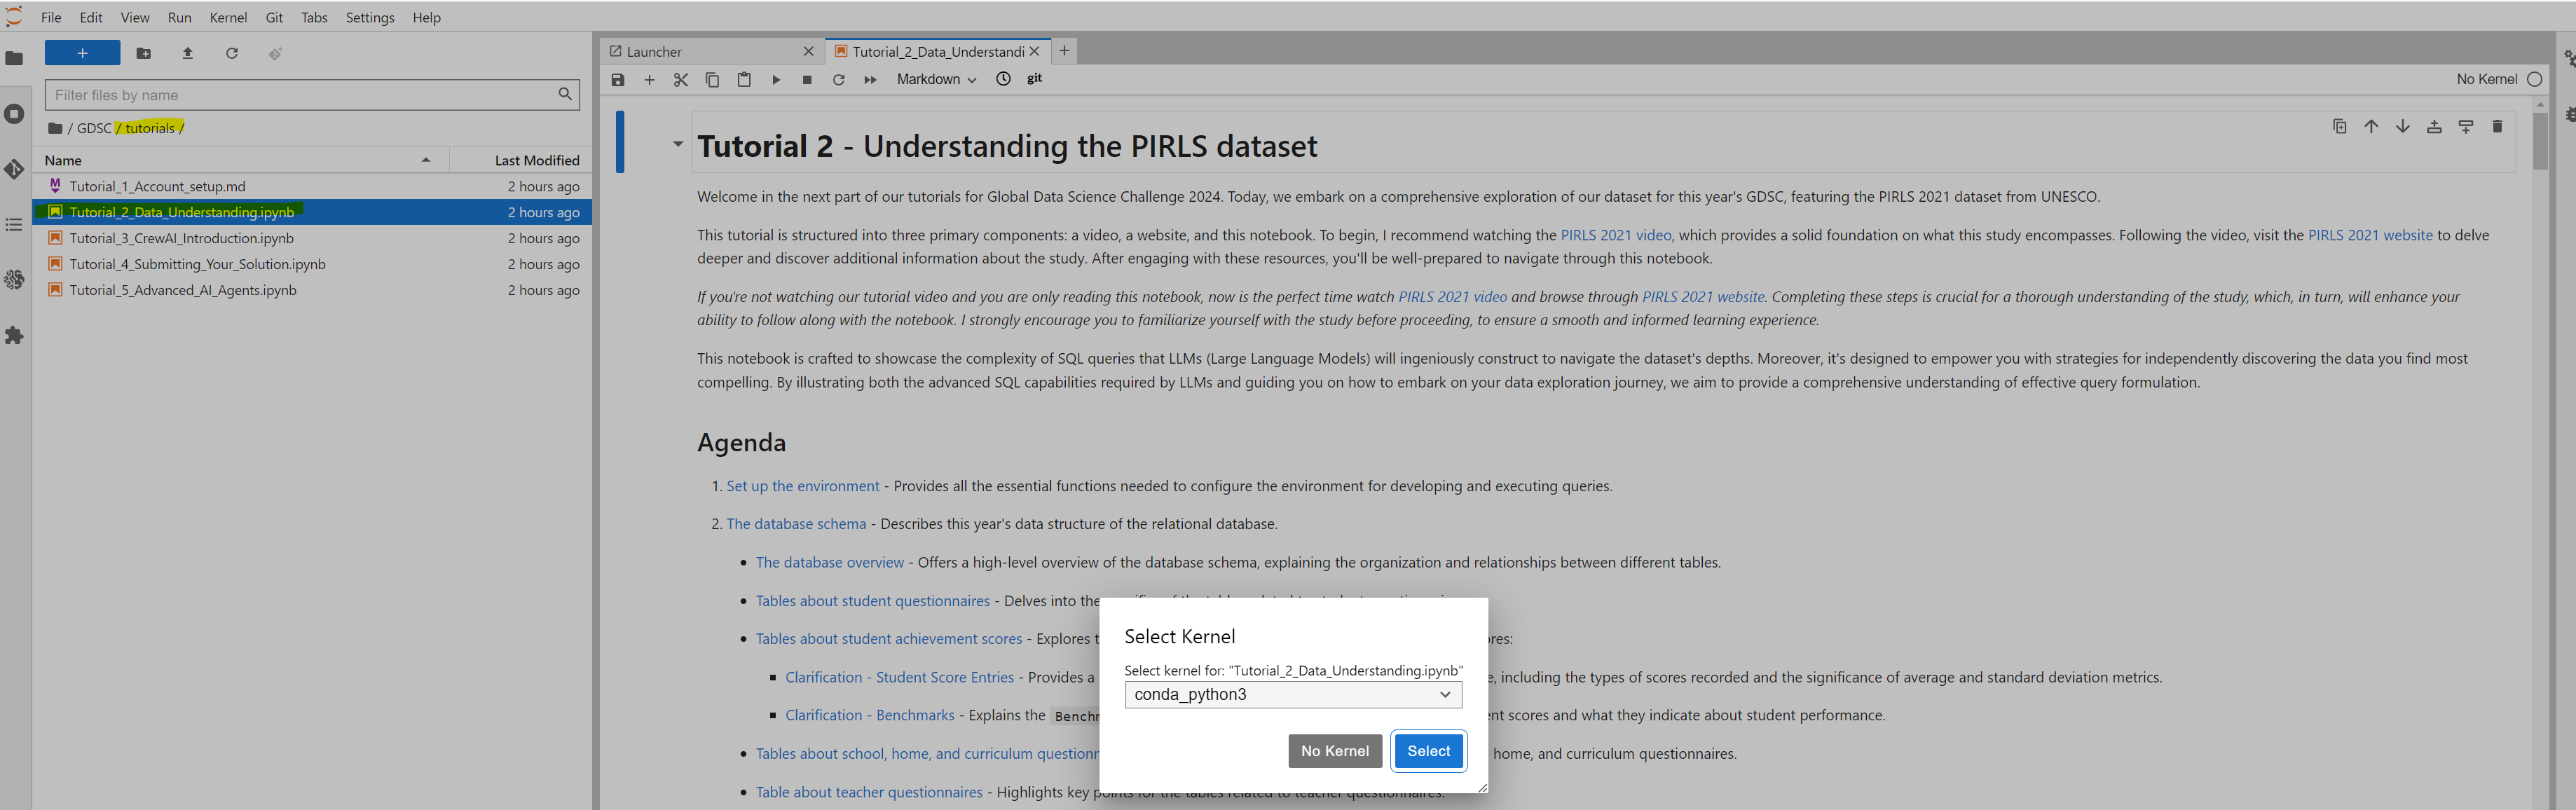 File Edit View Run Kernel Git Tabs Settings Help
Filter files by name
/ GDSC / tutorials /
Name Last Modified
Tutorial_1_Account_setup.md 2 hours ago
Tutorial_2_Data_Understanding.ipynb 2 hours ago
Tutorial_3_CrewAI_Introduction.ipynb 2 hours ago
Tutorial_4_Submitting_Your_Solution.ipynb 2 hours ago
Tutorial_5_Advanced_AI_Agents.ipynb 2 hours ago
Launcher Tutorial_2_Data_Understandi
Markdown git No Kernel
Tutorial 2 - Understanding the PIRLS dataset
Welcome in the next part of our tutorials for Global Data Science Challenge 2024. Today, we embark on a comprehensive exploration of our dataset for this year's GDSC, featuring the PIRLS 2021 dataset from UNESCO.
This tutorial is structured into three primary components: a video, a website, and this notebook. To begin, I recommend watching the PIRLS 2021 video, which provides a solid foundation on what this study encompasses. Following the video, visit the PIRLS 2021 website to delve
deeper and discover additional information about the study. After engaging with these resources, you'll be well-prepared to navigate through this notebook.
If you're not watching our tutorial video and you are only reading this notebook, now is the perfect time watch PIRLS 2021 video and browse through PIRLS 2021 website. Completing these steps is crucial for a thorough understanding of the study, which, in turn, will enhance your
ability to follow along with the notebook. I strongly encourage you to familiarize yourself with the study before proceeding, to ensure a smooth and informed learning experience.
This notebook is crafted to showcase the complexity of SQL queries that LLMs (Large Language Models) will ingeniously construct to navigate the dataset's depths. Moreover, it's designed to empower you with strategies for independently discovering the data you find most
compelling. By illustrating both the advanced SQL capabilities required by LLMs and guiding you on how to embark on your data exploration journey, we aim to provide a comprehensive understanding of effective query formulation.
Agenda
1. Set up the environment - Provides all the essential functions needed to configure the environment for developing and executing queries.
2. The database schema - Describes this year's data structure of the relational database.
The database overview - Offers a high-level overview of the database schema, explaining the organization and relationships between different tables.
Tables about student questionnaires - Delves into the
Tables about student achievement scores - Explores t ores:
Clarification - Student Score Entries - Provides a e, including the types of scores recorded and the significance of average and standard deviation metrics.
Clarification - Benchmarks - Explains the Benchm nt scores and what they indicate about student performance.
Tables about school, home, and curriculum questionn home, and curriculum questionnaires.
Table about teacher questionnaires - Highlights key points for the tables related to teacher questionnaires.
Select Kernel
Select kernel for: "Tutorial_2_Data_Understanding.ipynb"
conda_python3
No Kernel Select